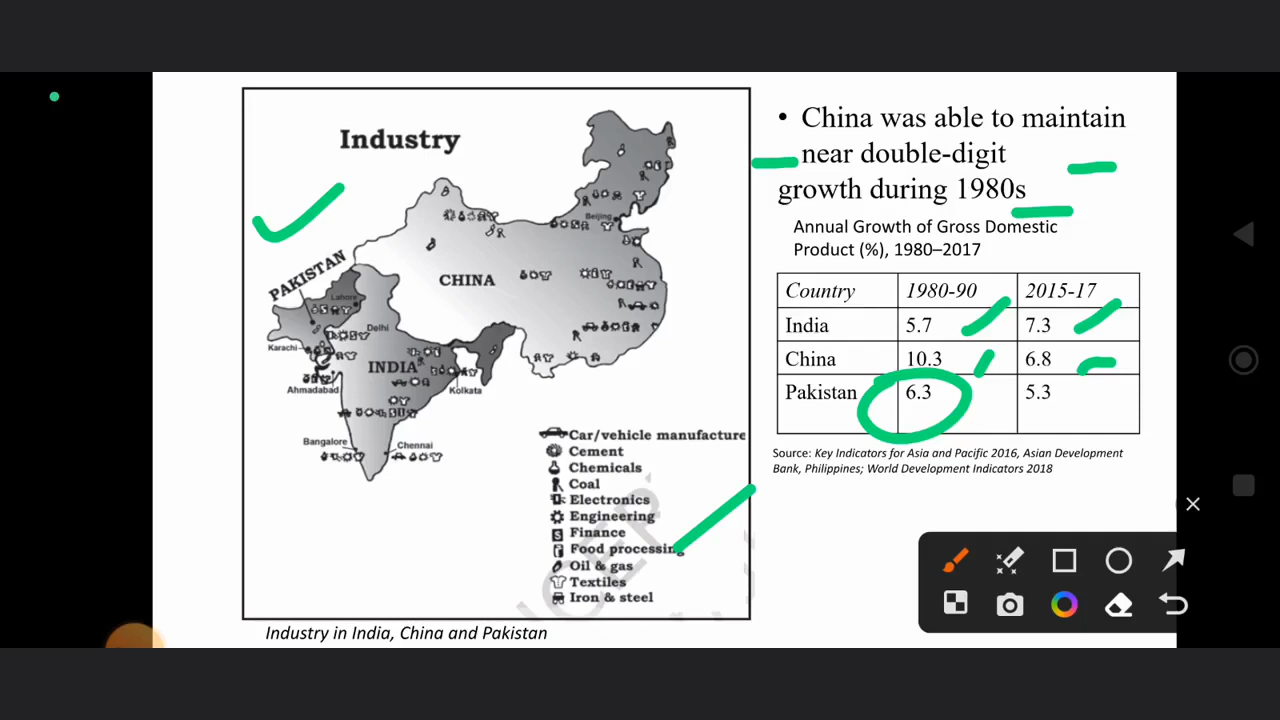 Industry
PAKISTAN
Lahore
Karachi
Delhi
CHINA
Beijing
INDIA
Ahmadabad
Kolkata
Bangalore
Chennai
Car/vehicle manufacture
Cement
Chemicals
Coal
Electronics
Engineering
Finance
Food processing
Oil & gas
Textiles
Iron & steel
Industry in India, China and Pakistan
• China was able to maintain
near double-digit
growth during 1980s
Annual Growth of Gross Domestic
Product (%), 1980–2017
Country 1980-90 2015-17
India 5.7 7.3
China 10.3 6.8
Pakistan 6.3 5.3
Source: Key Indicators for Asia and Pacific 2016, Asian Development
Bank, Philippines; World Development Indicators 2018